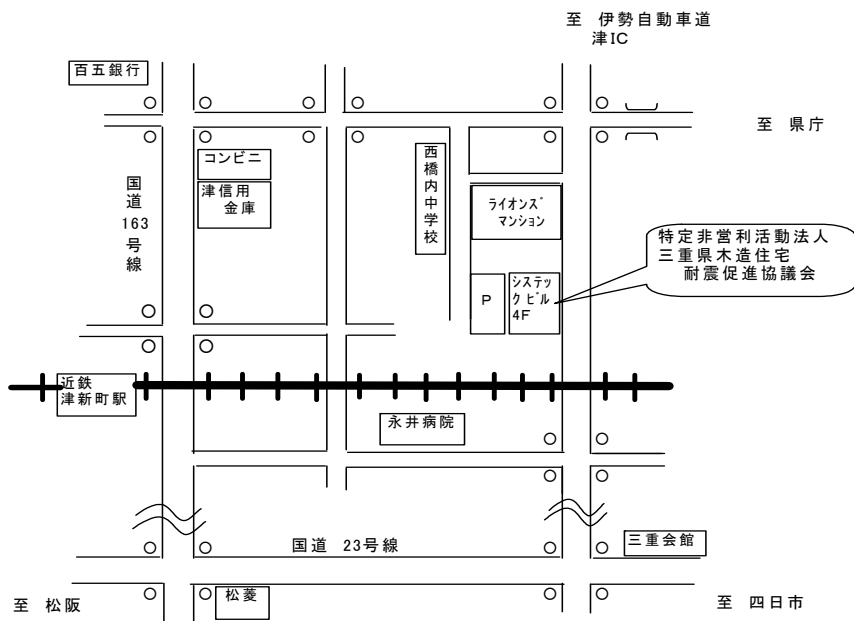 至 伊勢自動車道
津IC
百五銀行
至 県庁
コンビニ
津信用
金庫
国道163号線
西橋内中学校
ライオンズ
マンション
特定非営利活動法人
三重県木造住宅
耐震促進協議会
P
システッ
クビル
4F
近鉄
津新町駅
永井病院
国道 23号線
三重会館
至 松阪
松菱
至 四日市